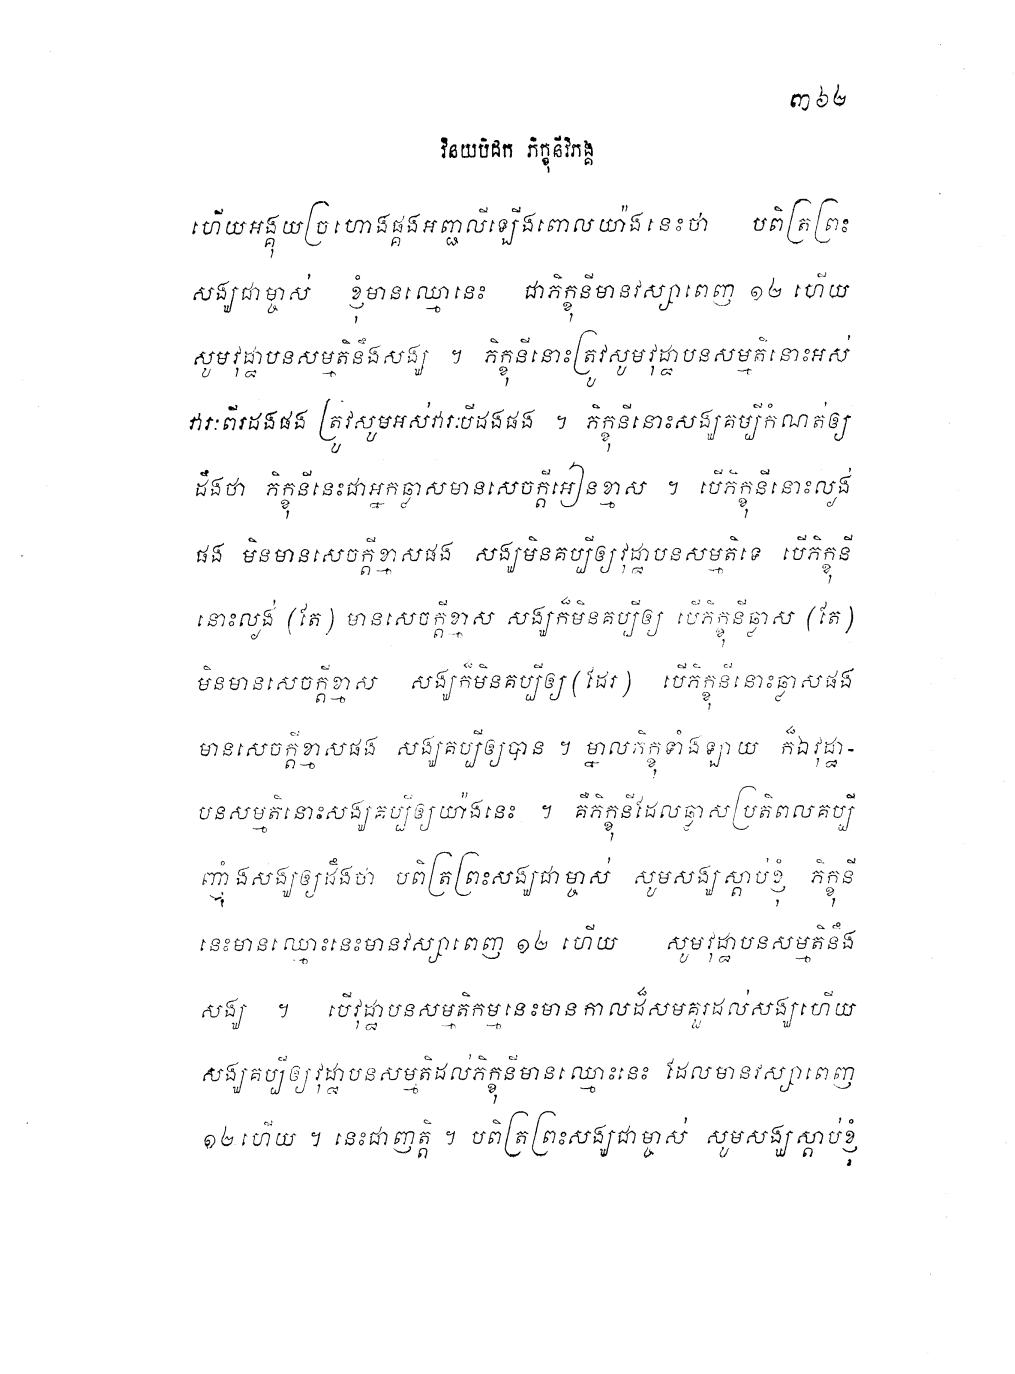 ៣៦២
វិនយបិដក ភិក្ខុនីវិភង្គ
ហើយអង្គុយច្រហោងផ្គងអញ្ជលីឡើងពោលយ៉ាងនេះថា បពិត្រព្រះ
សង្ឃជាម្ចាស់ ខ្ញុំមានឈ្មោះនេះ ជាភិក្ខុនីមានវស្សាពេញ ១២ ហើយ
សូមវុដ្ឋាបនសម្មតិនឹងសង្ឃ ។ ភិក្ខុនីនោះត្រូវសូមវុដ្ឋាបនសម្មតិនោះអស់
វារៈពីរដងផង ត្រូវសូមអស់វារៈបីដងផង ។ ភិក្ខុនីនោះសង្ឃគប្បីកំណត់ឲ្យ
ដឹងថា ភិក្ខុនីនេះជាអ្នកឆ្លាសមានសេចក្តីអៀនខ្មាស ។ បើភិក្ខុនីនោះល្ងង់
ផង មិនមានសេចក្តីខ្មាសផង សង្ឃមិនគប្បីឲ្យវុដ្ឋាបនសម្មតិទេ បើភិក្ខុនី
នោះល្ងង់ (តែ) មានសេចក្តីខ្មាស សង្ឃក៏មិនគប្បីឲ្យ បើភិក្ខុនីឆ្លាស (តែ)
មិនមានសេចក្តីខ្មាស សង្ឃក៏មិនគប្បីឲ្យ (ដែរ) បើភិក្ខុនីនោះឆ្លាសផង
មានសេចក្តីខ្មាសផង សង្ឃគប្បីឲ្យបាន ។ ម្នាលភិក្ខុទាំងឡាយ ក៏ឯវុដ្ឋា-
បនសម្មតិនោះសង្ឃគប្បីឲ្យយ៉ាងនេះ ។ គឺភិក្ខុនីដែលឆ្លាសប្រតិពលគប្បី
ញ៉ាំងសង្ឃឲ្យដឹងថា បពិត្រព្រះសង្ឃជាម្ចាស់ សូមសង្ឃស្តាប់ខ្ញុំ ភិក្ខុនី
នេះមានឈ្មោះនេះមានវស្សាពេញ ១២ ហើយ សូមវុដ្ឋាបនសម្មតិនឹង
សង្ឃ ។ បើវុដ្ឋាបនសម្មតិកម្មនេះមានកាលដ៏សមគួរដល់សង្ឃហើយ
សង្ឃគប្បីឲ្យវុដ្ឋាបនសម្មតិដល់ភិក្ខុនីមានឈ្មោះនេះ ដែលមានវស្សាពេញ
១២ ហើយ ។ នេះជាញត្តិ ។ បពិត្រព្រះសង្ឃជាម្ចាស់ សូមសង្ឃស្តាប់ខ្ញុំ